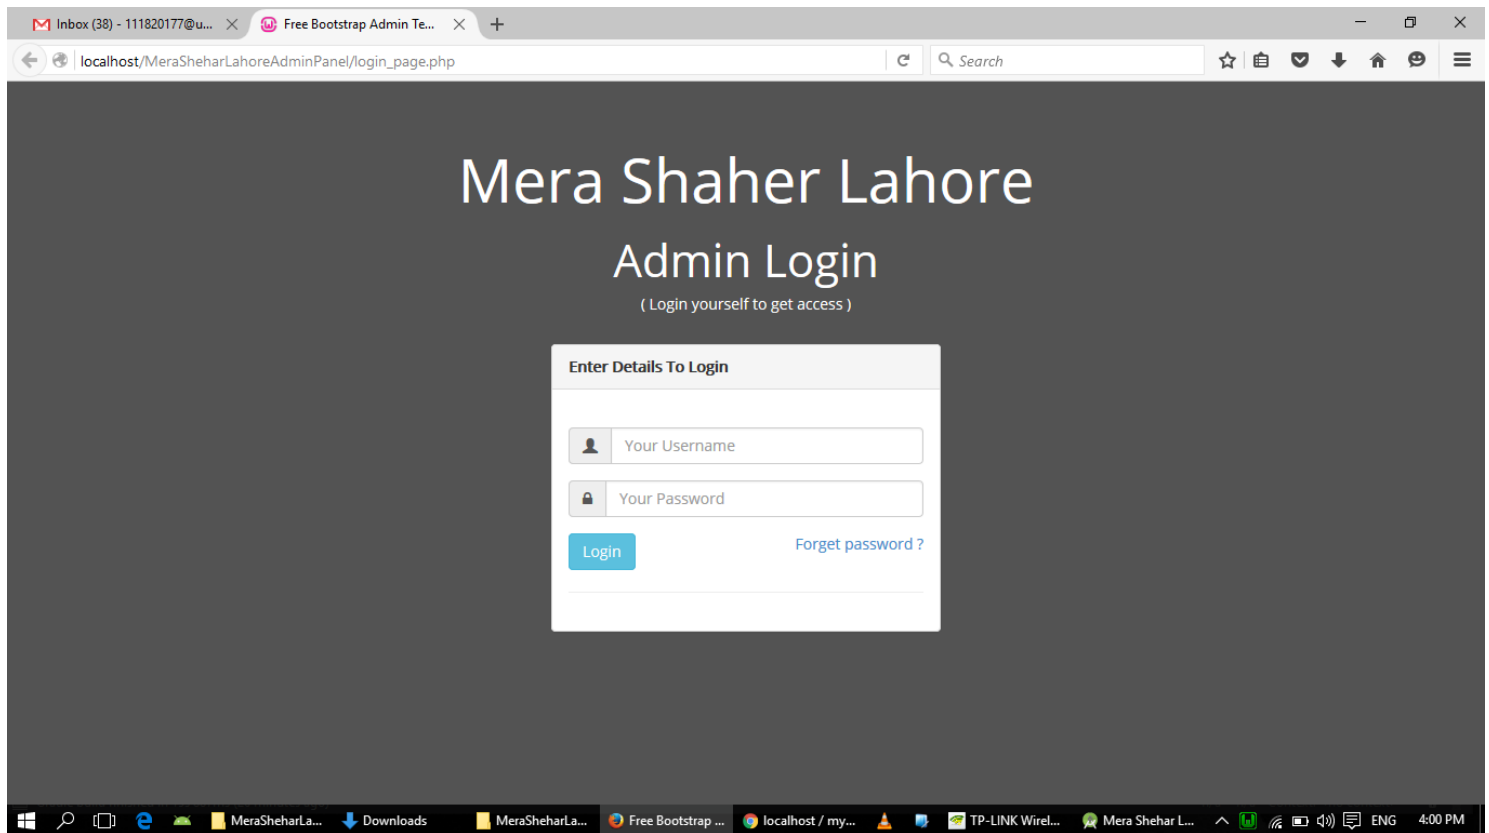 Inbox (38) - 111820177@u...
Free Bootstrap Admin Te...
localhost/MeraSheharLahoreAdminPanel/login_page.php
Search
Mera Shaher Lahore
Admin Login
( Login yourself to get access )
Enter Details To Login
Your Username
Your Password
Login
Forget password ?
MeraSheharLa...
Downloads
MeraSheharLa...
Free Bootstrap ...
localhost / my...
TP-LINK Wirel...
Mera Shehar L...
ENG
4:00 PM